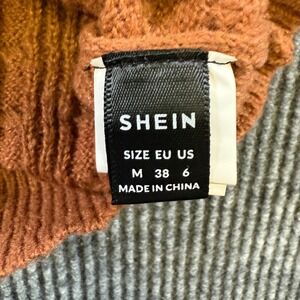 SHEIN
SIZE EU US
M 38 6
MADE IN CHINA